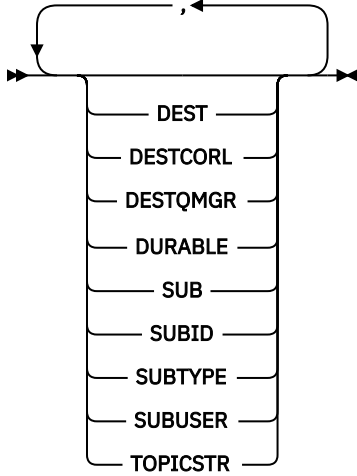 ,
DEST
DESTCORL
DESTQMGR
DURABLE
SUB
SUBID
SUBTYPE
SUBUSER
TOPICSTR